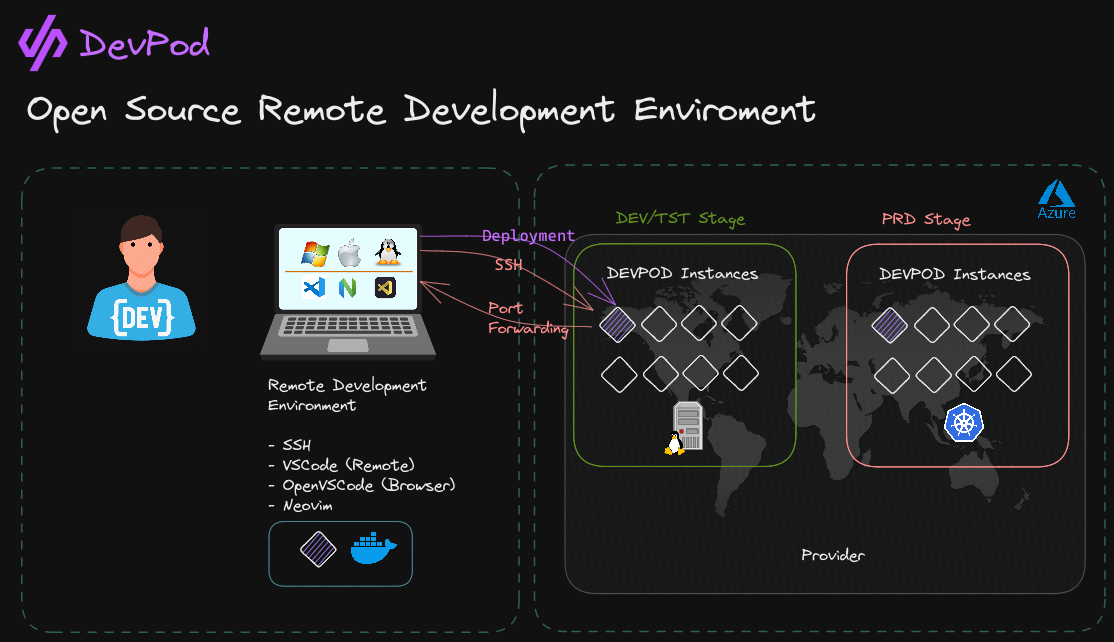 DevPod
Open Source Remote Development Enviroment
Azure
DEV/TST Stage
PRD Stage
Deployment
SSH
Port
Forwarding
DEVPOD Instances
DEVPOD Instances
{DEV}
Remote Development
Environment
- SSH
- VSCode (Remote)
- OpenVSCode (Browser)
- Neovim
Provider